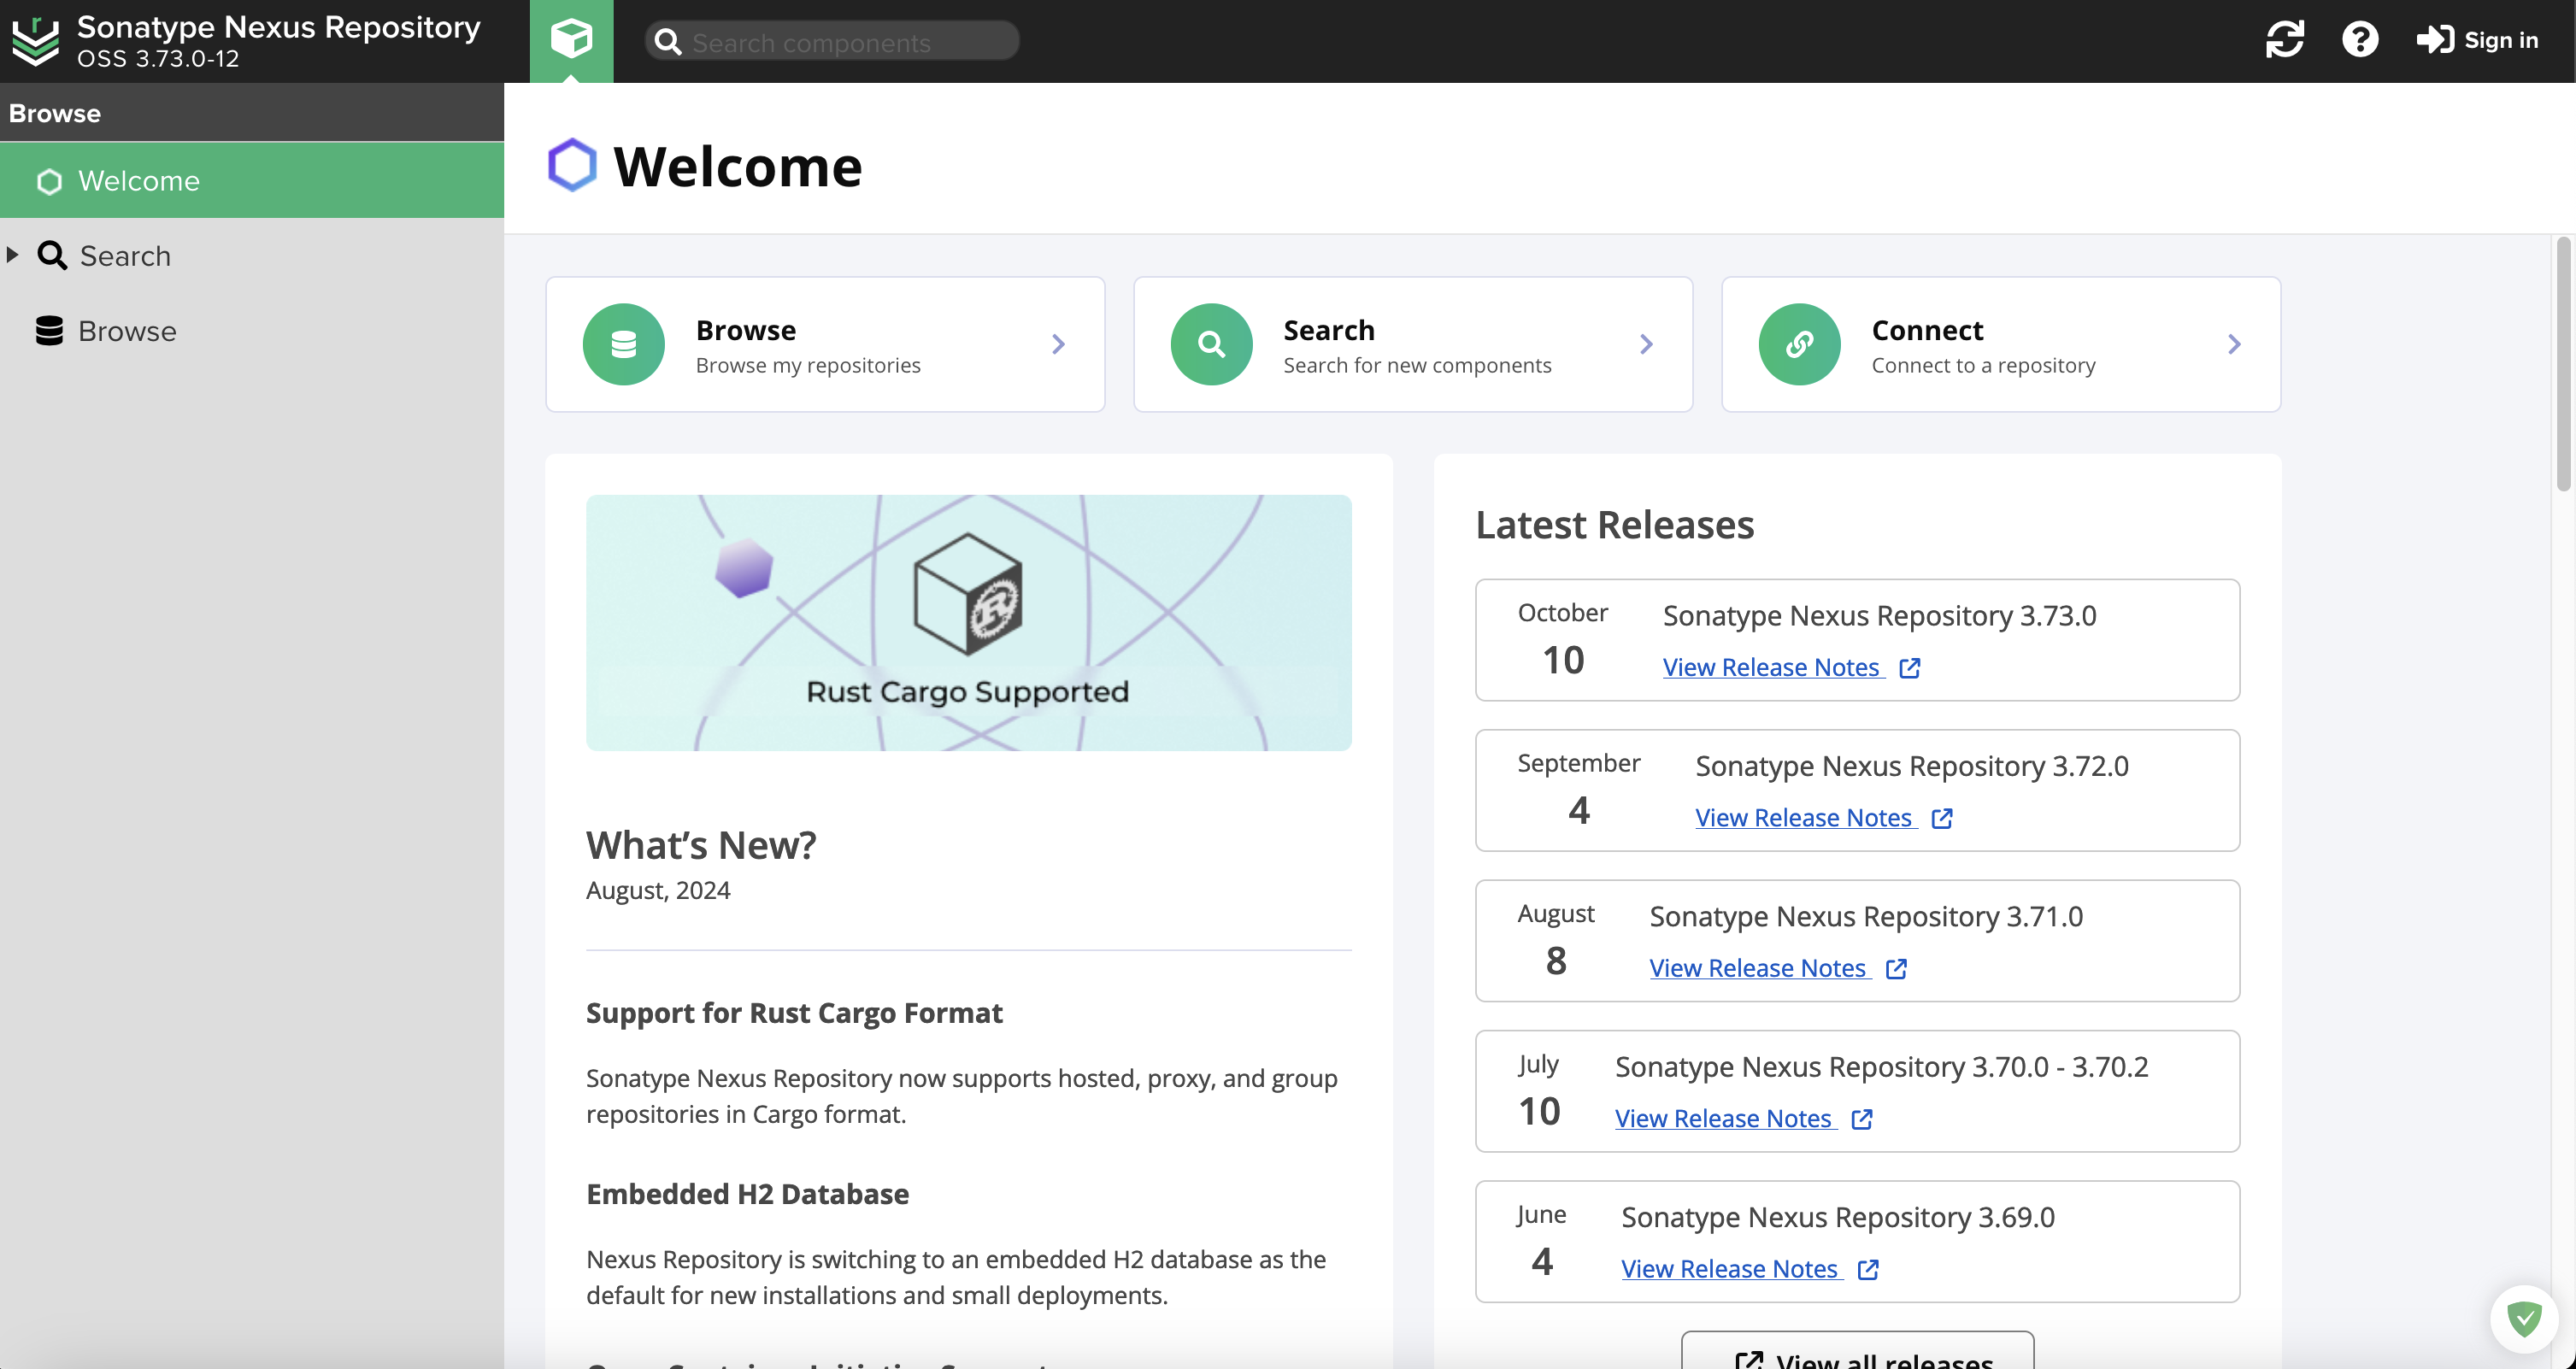 Sonatype Nexus Repository
OSS 3.73.0-12
Search components
Sign in
Browse
Welcome
Search
Browse
Welcome
Browse
Browse my repositories
Search
Search for new components
Connect
Connect to a repository
Rust Cargo Supported
What's New?
August, 2024
Support for Rust Cargo Format
Sonatype Nexus Repository now supports hosted, proxy, and group
repositories in Cargo format.
Embedded H2 Database
Nexus Repository is switching to an embedded H2 database as the
default for new installations and small deployments.
Latest Releases
October
10
Sonatype Nexus Repository 3.73.0
View Release Notes
September
4
Sonatype Nexus Repository 3.72.0
View Release Notes
August
8
Sonatype Nexus Repository 3.71.0
View Release Notes
July
10
Sonatype Nexus Repository 3.70.0 - 3.70.2
View Release Notes
June
4
Sonatype Nexus Repository 3.69.0
View Release Notes
View all releases